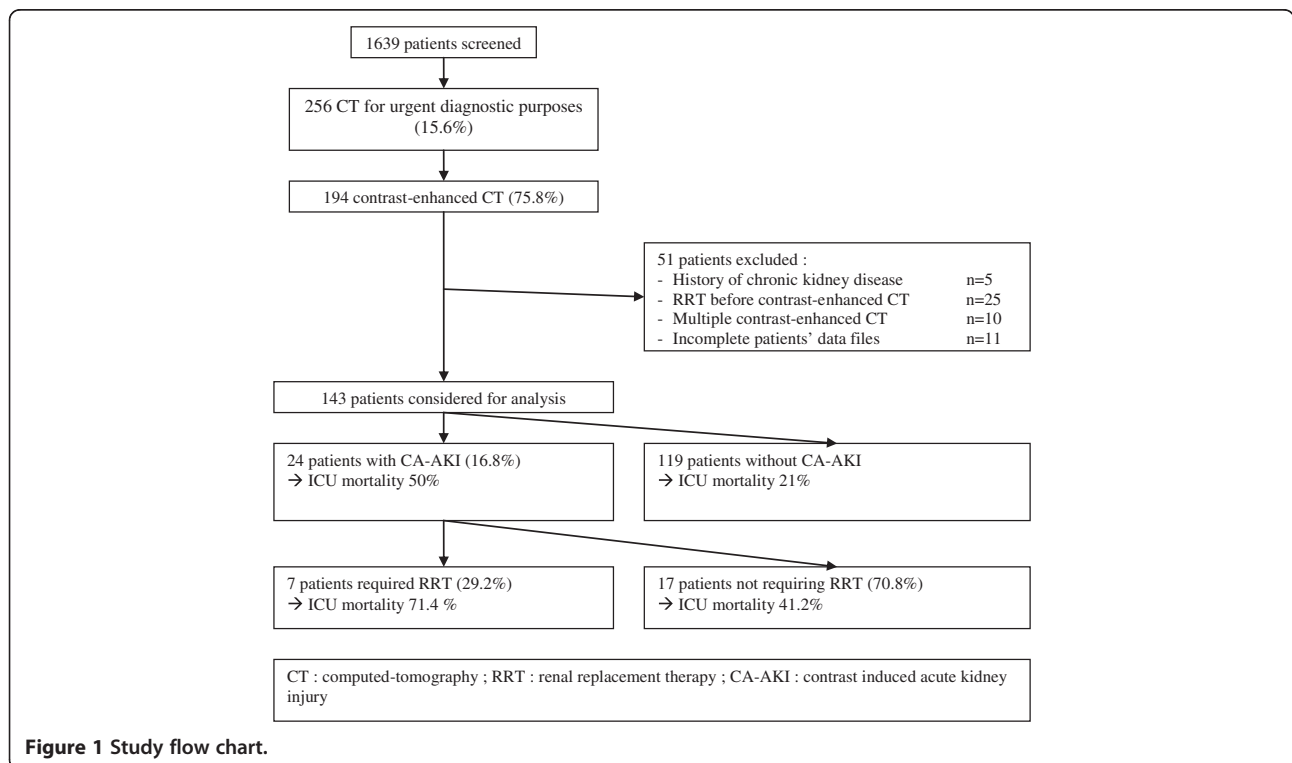 1639 patients screened
256 CT for urgent diagnostic purposes
(15.6%)
194 contrast-enhanced CT (75.8%)
51 patients excluded :
- History of chronic kidney disease n=5
- RRT before contrast-enhanced CT n=25
- Multiple contrast-enhanced CT n=10
- Incomplete patients' data files n=11
143 patients considered for analysis
24 patients with CA-AKI (16.8%)
→ ICU mortality 50%
119 patients without CA-AKI
→ ICU mortality 21%
7 patients required RRT (29.2%)
→ ICU mortality 71.4 %
17 patients not requiring RRT (70.8%)
→ ICU mortality 41.2%
CT : computed-tomography ; RRT : renal replacement therapy ; CA-AKI : contrast induced acute kidney
injury
Figure 1 Study flow chart.